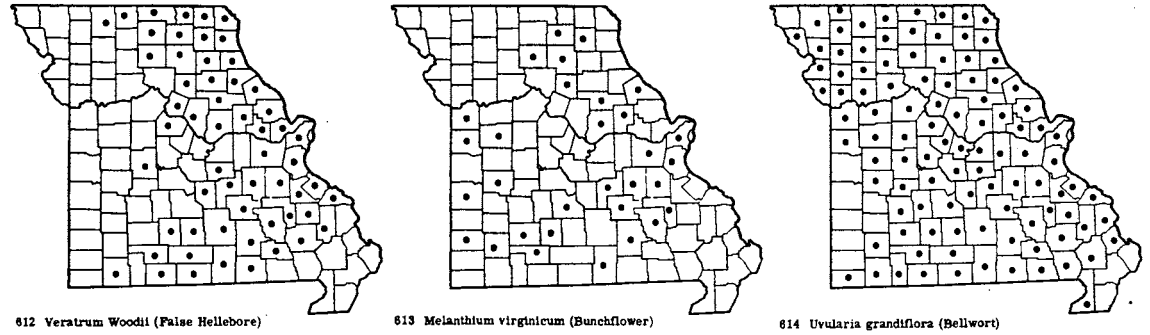 612 Veratrum Woodii (False Hellebore)
613 Melanthium virginicum (Bunchflower)
614 Uvularia grandiflora (Bellwort)